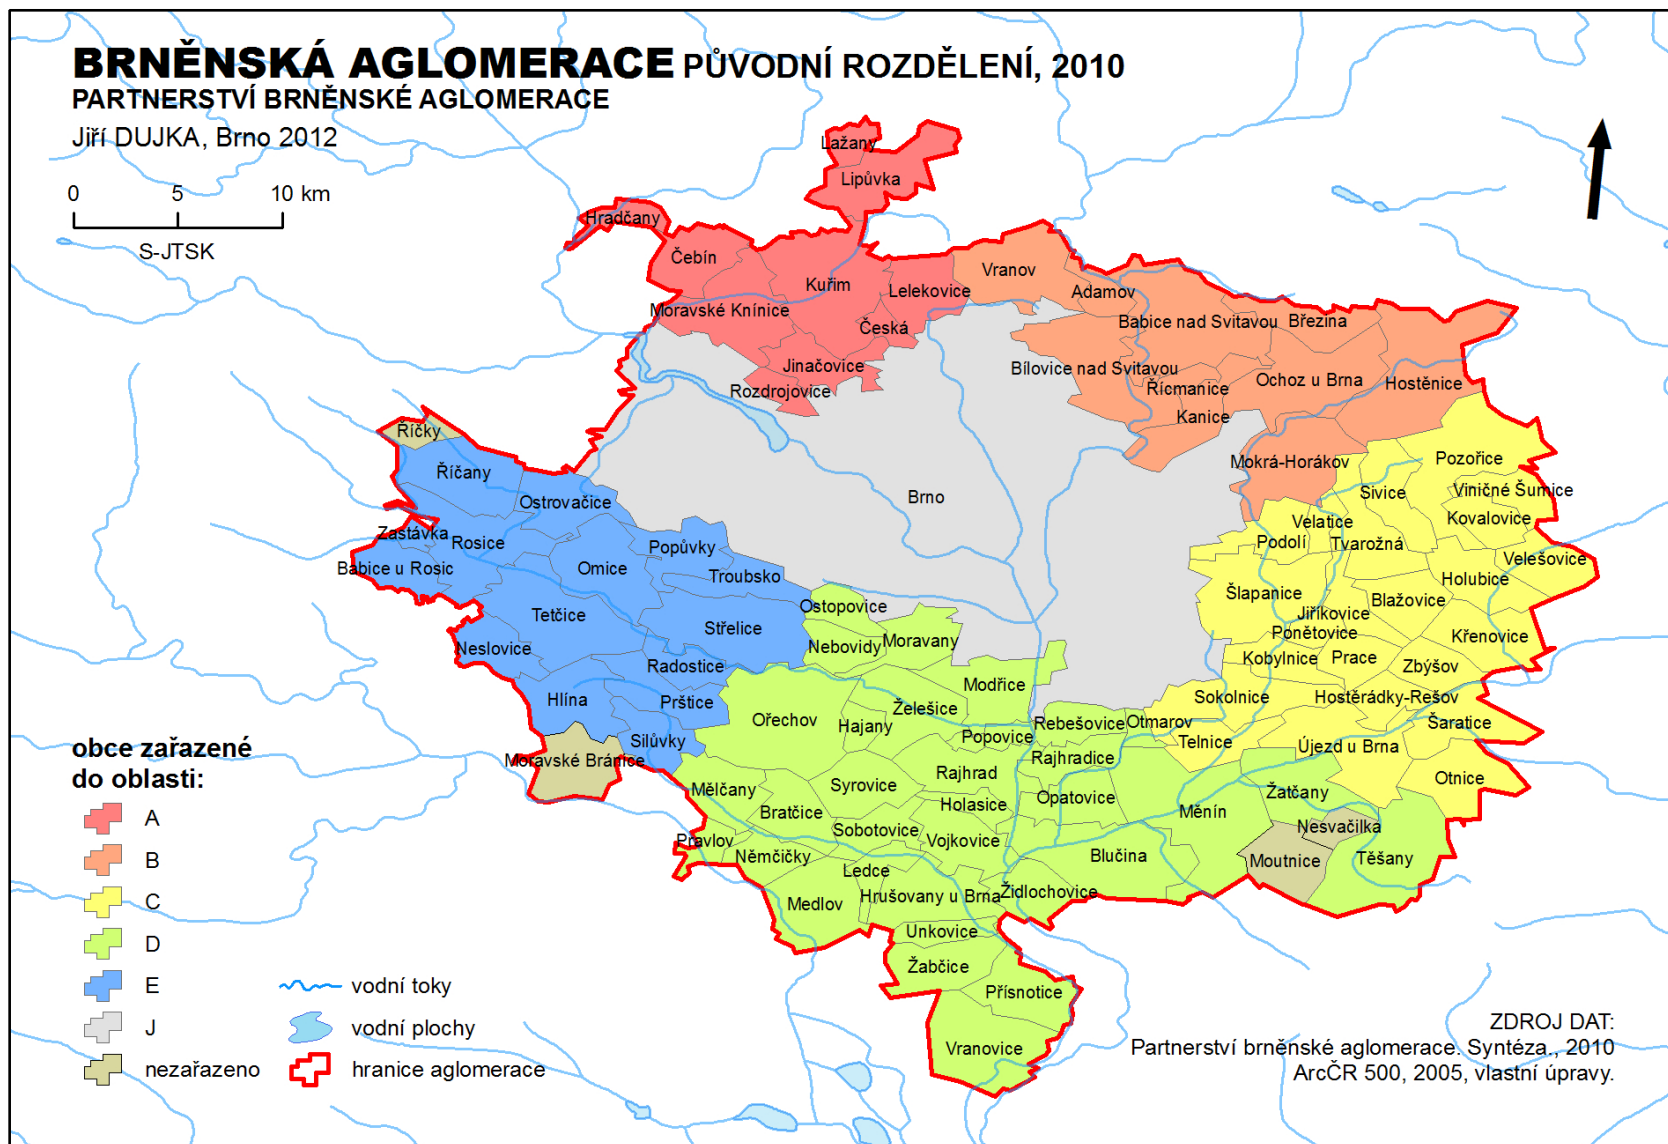 BRNĚNSKÁ AGLOMERACE PŮVODNÍ ROZDĚLENÍ, 2010
PARTNERSTVÍ BRNĚNSKÉ AGLOMERACE
Jiří DUJKA, Brno 2012
0 5 10 km
S-JTSK
Lažany
Lipůvka
Hradčany
Čebín
Kuřim
Lelekovice
Moravské Knínice
Česká
Jinačovice
Rozdrojovice
Vranov
Adamov
Babice nad Svitavou
Březina
Bílovice nad Svitavou
Řícmanice
Ochoz u Brna
Hostěnice
Kanice
Mokrá-Horákov
Brno
Říčky
Říčany
Ostrovačice
Zastávka
Rosice
Popůvky
Babice u Rosic
Omice
Troubsko
Tetčice
Střelice
Neslovice
Radostice
Hlína
Prštice
Silůvky
Moravské Bránice
Pozořice
Sivice
Viničné Šumice
Velatice
Kovalovice
Podolí
Tvarožná
Velešovice
Holubice
Šlapanice
Blažovice
Jiříkovice
Ponětovice
Křenovice
Kobylnice
Prace
Zbýšov
Sokolnice
Hostěrádky-Rešov
Šaratice
Telnice
Újezd u Brna
Otnice
Ostopovice
Nebovidy
Moravany
Modřice
Ořechov
Želešice
Hajany
Popovice
Rebešovice
Otmarov
Rajhradice
Rajhrad
Mělčany
Syrovice
Holasice
Opatovice
Měnín
Žatčany
Bratčice
Sobotovice
Vojkovice
Nesvačilka
Pravlov
Němčičky
Ledce
Blučina
Moutnice
Těšany
Medlov
Hrušovany u Brna
Židlochovice
Unkovice
Žabčice
Přísnotice
Vranovice
obce zařazené
do oblasti:
A
B
C
D
E
J
nezařazeno
vodní toky
vodní plochy
hranice aglomerace
ZDROJ DAT:
Partnerství brněnské aglomerace. Syntéza., 2010
ArcČR 500, 2005, vlastní úpravy.